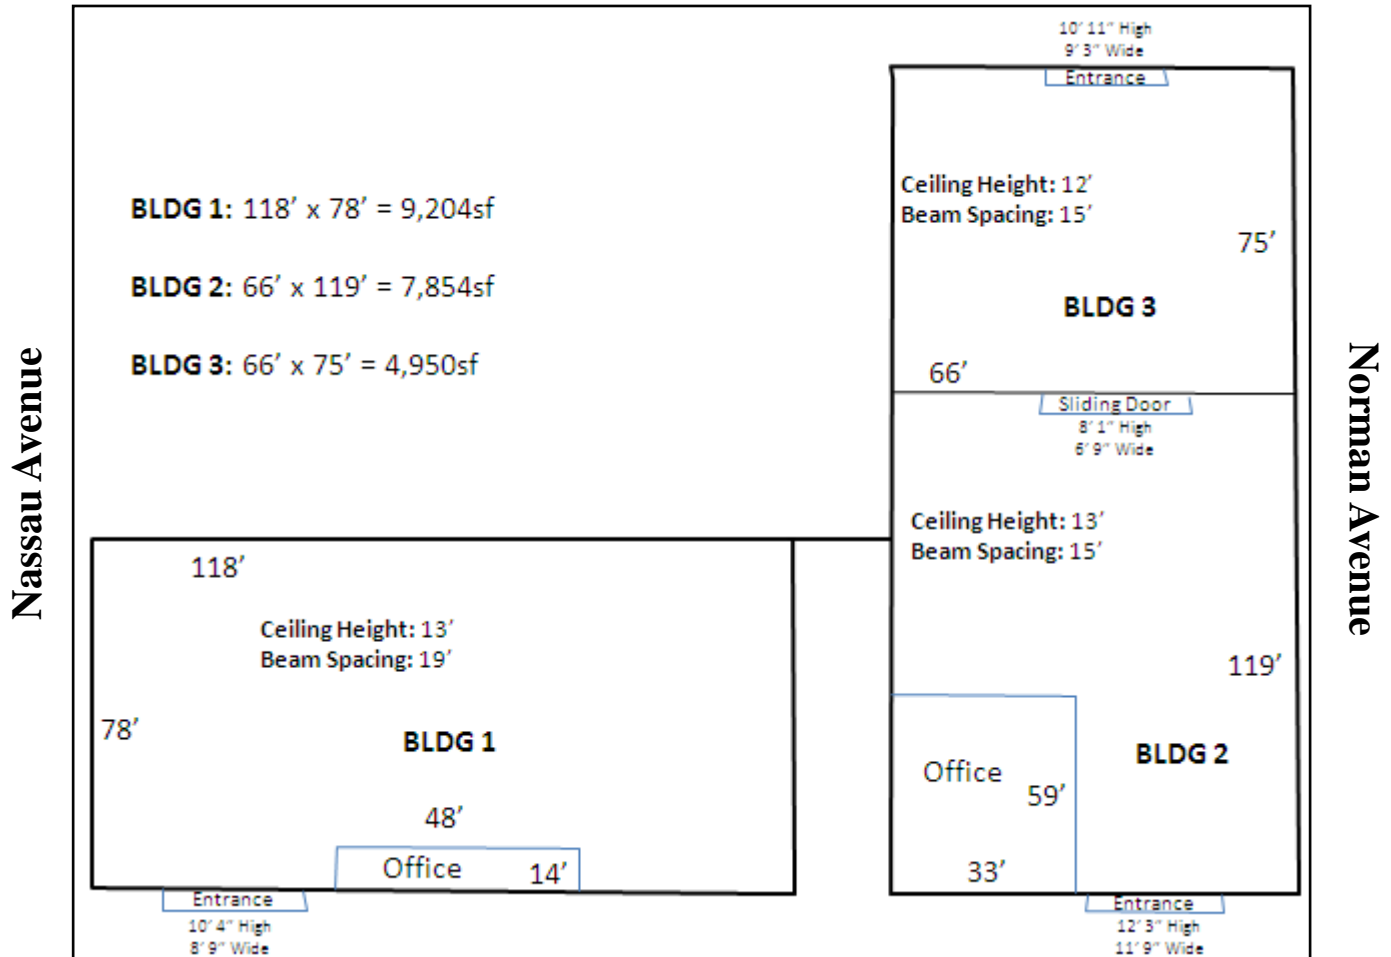 10′ 11″ High
9′ 3″ Wide
Entrance
Ceiling Height: 12′
Beam Spacing: 15′
75′
BLDG 3
66′
BLDG 1: 118′ x 78′ = 9,204sf
BLDG 2: 66′ x 119′ = 7,854sf
BLDG 3: 66′ x 75′ = 4,950sf
Nassau Avenue
Norman Avenue
Sliding Door
8′ 1″ High
6′ 9″ Wide
Ceiling Height: 13′
Beam Spacing: 15′
119′
BLDG 2
Office
59′
33′
Entrance
12′ 3″ High
11′ 9″ Wide
118′
Ceiling Height: 13′
Beam Spacing: 19′
78′
BLDG 1
48′
Office
14′
Entrance
10′ 4″ High
8′ 9″ Wide